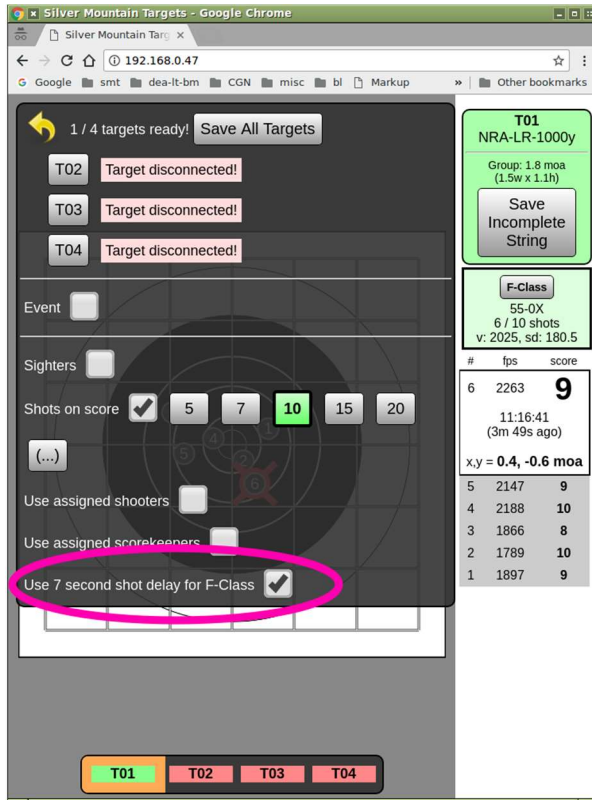 Silver Mountain Targets - Google Chrome
Silver Mountain Targ
192.168.0.47
Google smt dea-lt-bm CGN misc bl Markup » Other bookmarks
1 / 4 targets ready! Save All Targets
T02 Target disconnected!
T03 Target disconnected!
T04 Target disconnected!
Event
Sighters
Shots on score 5 7 10 15 20
(...)
Use assigned shooters
Use assigned scorekeepers
Use 7 second shot delay for F-Class
4
5
6
T01
NRA-LR-1000y
Group: 1.8 moa
(1.5w x 1.1h)
Save
Incomplete
String
F-Class
55-0X
6 / 10 shots
v: 2025, sd: 180.5
# fps score
6 2263 9
11:16:41
(3m 49s ago)
x,y = 0.4, -0.6 moa
5 2147 9
4 2188 10
3 1866 8
2 1789 10
1 1897 9
T01 T02 T03 T04